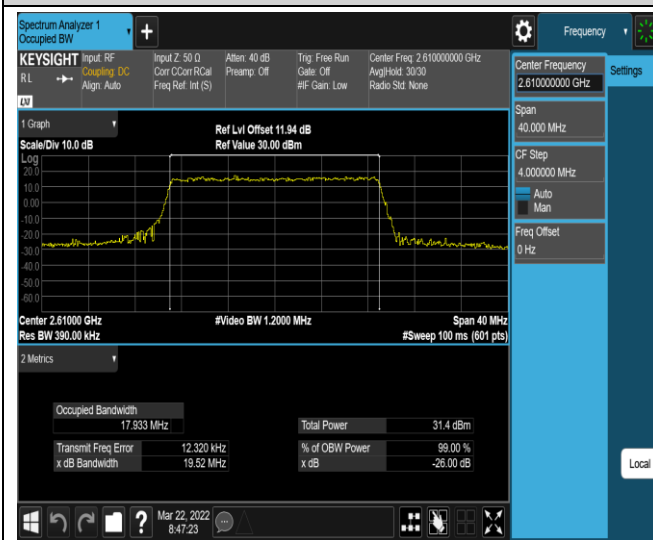 Spectrum Analyzer 1
Occupied BW
+
Frequency
KEYSIGHT
RL
Input: RF
Coupling: DC
Align: Auto
Input Z: 50 Ω
Corr CCorr RCal
Freq Ref: Int (S)
Atten: 40 dB
Preamp: Off
Trig: Free Run
Gate: Off
#IF Gain: Low
Center Freq: 2.610000000 GHz
Avg|Hold: 30/30
Radio Std: None
LXI
1 Graph
Scale/Div 10.0 dB
Ref Lvl Offset 11.94 dB
Ref Value 30.00 dBm
Log
20.0
10.0
0.00
-10.0
-20.0
-30.0
-40.0
-50.0
-60.0
Center 2.61000 GHz
Res BW 390.00 kHz
#Video BW 1.2000 MHz
Span 40 MHz
#Sweep 100 ms (601 pts)
2 Metrics
Occupied Bandwidth
17.933 MHz
Total Power 31.4 dBm
Transmit Freq Error 12.320 kHz
% of OBW Power 99.00 %
x dB Bandwidth 19.52 MHz
x dB -26.00 dB
Center Frequency
2.610000000 GHz
Settings
Span
40.000 MHz
CF Step
4.000000 MHz
Auto
Man
Freq Offset
0 Hz
Local
?
Mar 22, 2022
8:47:23